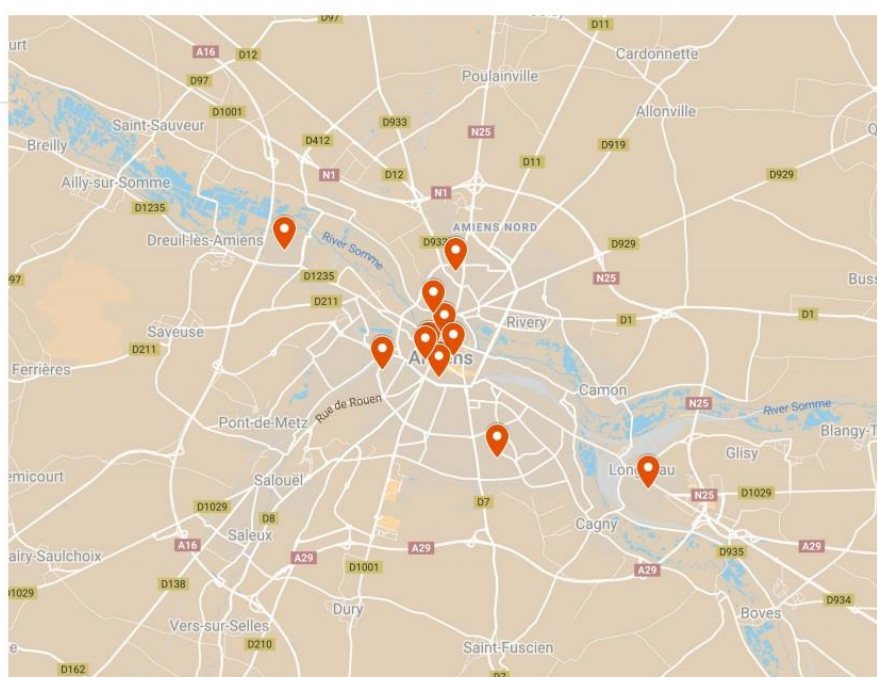 D97
D11
A16
D12
Cardonnette
Poulainville
D97
D1001
Allonville
D933
N25
Saint-Sauveur
D412
D11
D919
Breilly
N1
D12
D929
Ailly-sur-Somme
N1
D1235
AMIENS NORD
Dreuil-lès-Amiens
River Somme
D933
D929
D1235
N25
D211
Saveuse
Rivery
D1
D1
D211
Ferrières
Camon
Rue de Rouen
N25
River Somme
Pont-de-Metz
Glisy
Salouël
D1029
D7
N25
D1029
D8
Cagny
A16
Saleux
A29
A29
D935
A29
D1001
A29
D138
D1029
Dury
Boves
D934
Vers-sur-Selles
D210
Saint-Fuscien
D162
D7